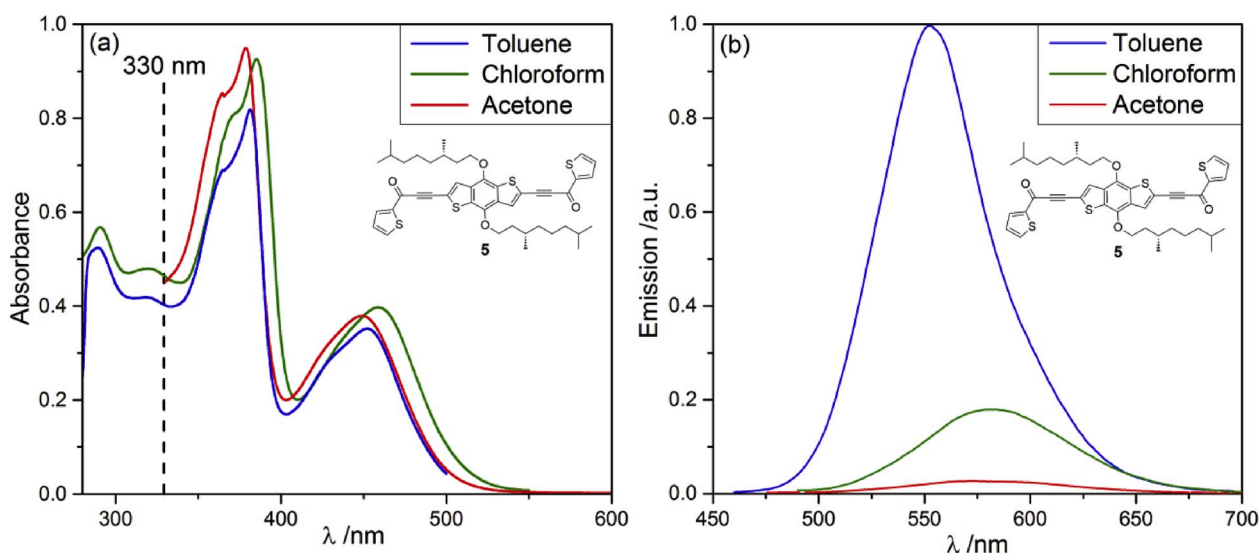 (a)
330 nm
Toluene
Chloroform
Acetone
O
S
O
S
S
O
S
O
5
Absorbance
1.0
0.8
0.6
0.4
0.2
0.0
300
400
500
600
λ /nm
(b)
Toluene
Chloroform
Acetone
O
S
O
S
S
O
S
O
5
Emission /a.u.
1.0
0.8
0.6
0.4
0.2
0.0
450
500
550
600
650
700
λ /nm